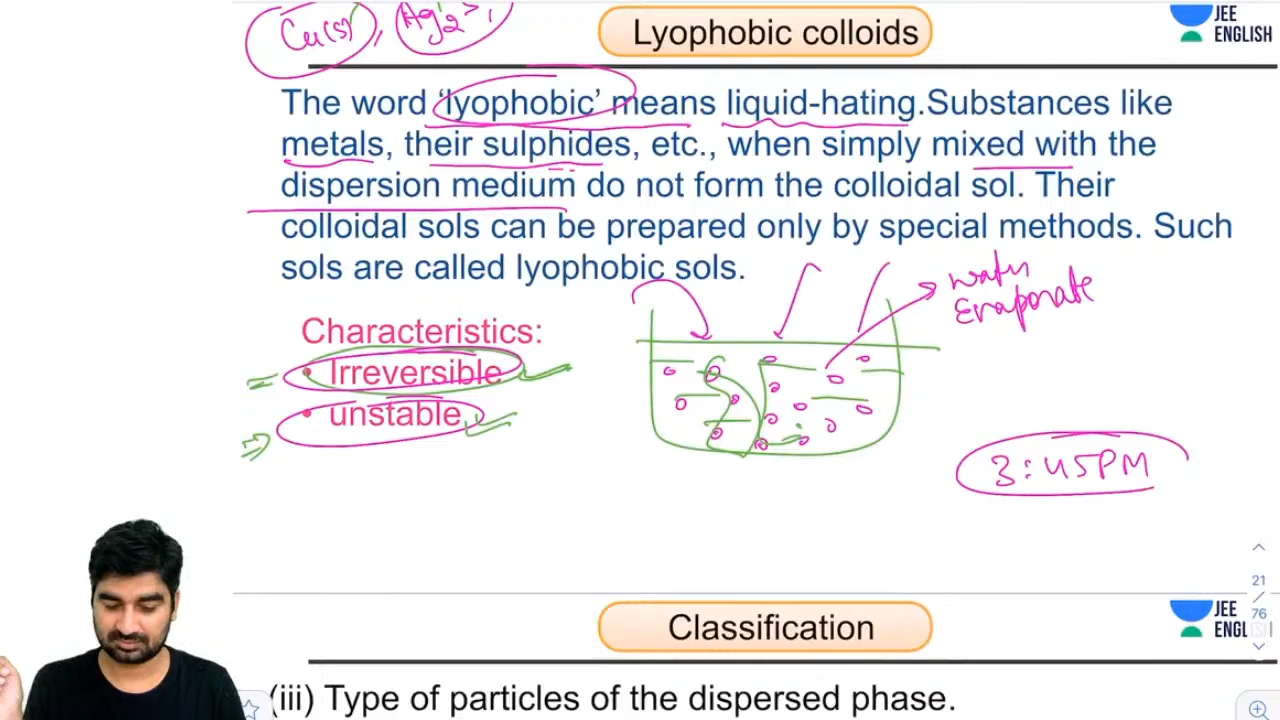 Cu(s), Ag2S,
Lyophobic colloids
JEE
ENGLISH
The word ‘lyophobic’ means liquid-hating.Substances like
metals, their sulphides, etc., when simply mixed with the
dispersion medium do not form the colloidal sol. Their
colloidal sols can be prepared only by special methods. Such
sols are called lyophobic sols.
water
Evaporate
Characteristics:
• Irreversible
• unstable
3:45PM
21
/
76
Classification
JEE
ENGLISH
(iii) Type of particles of the dispersed phase.